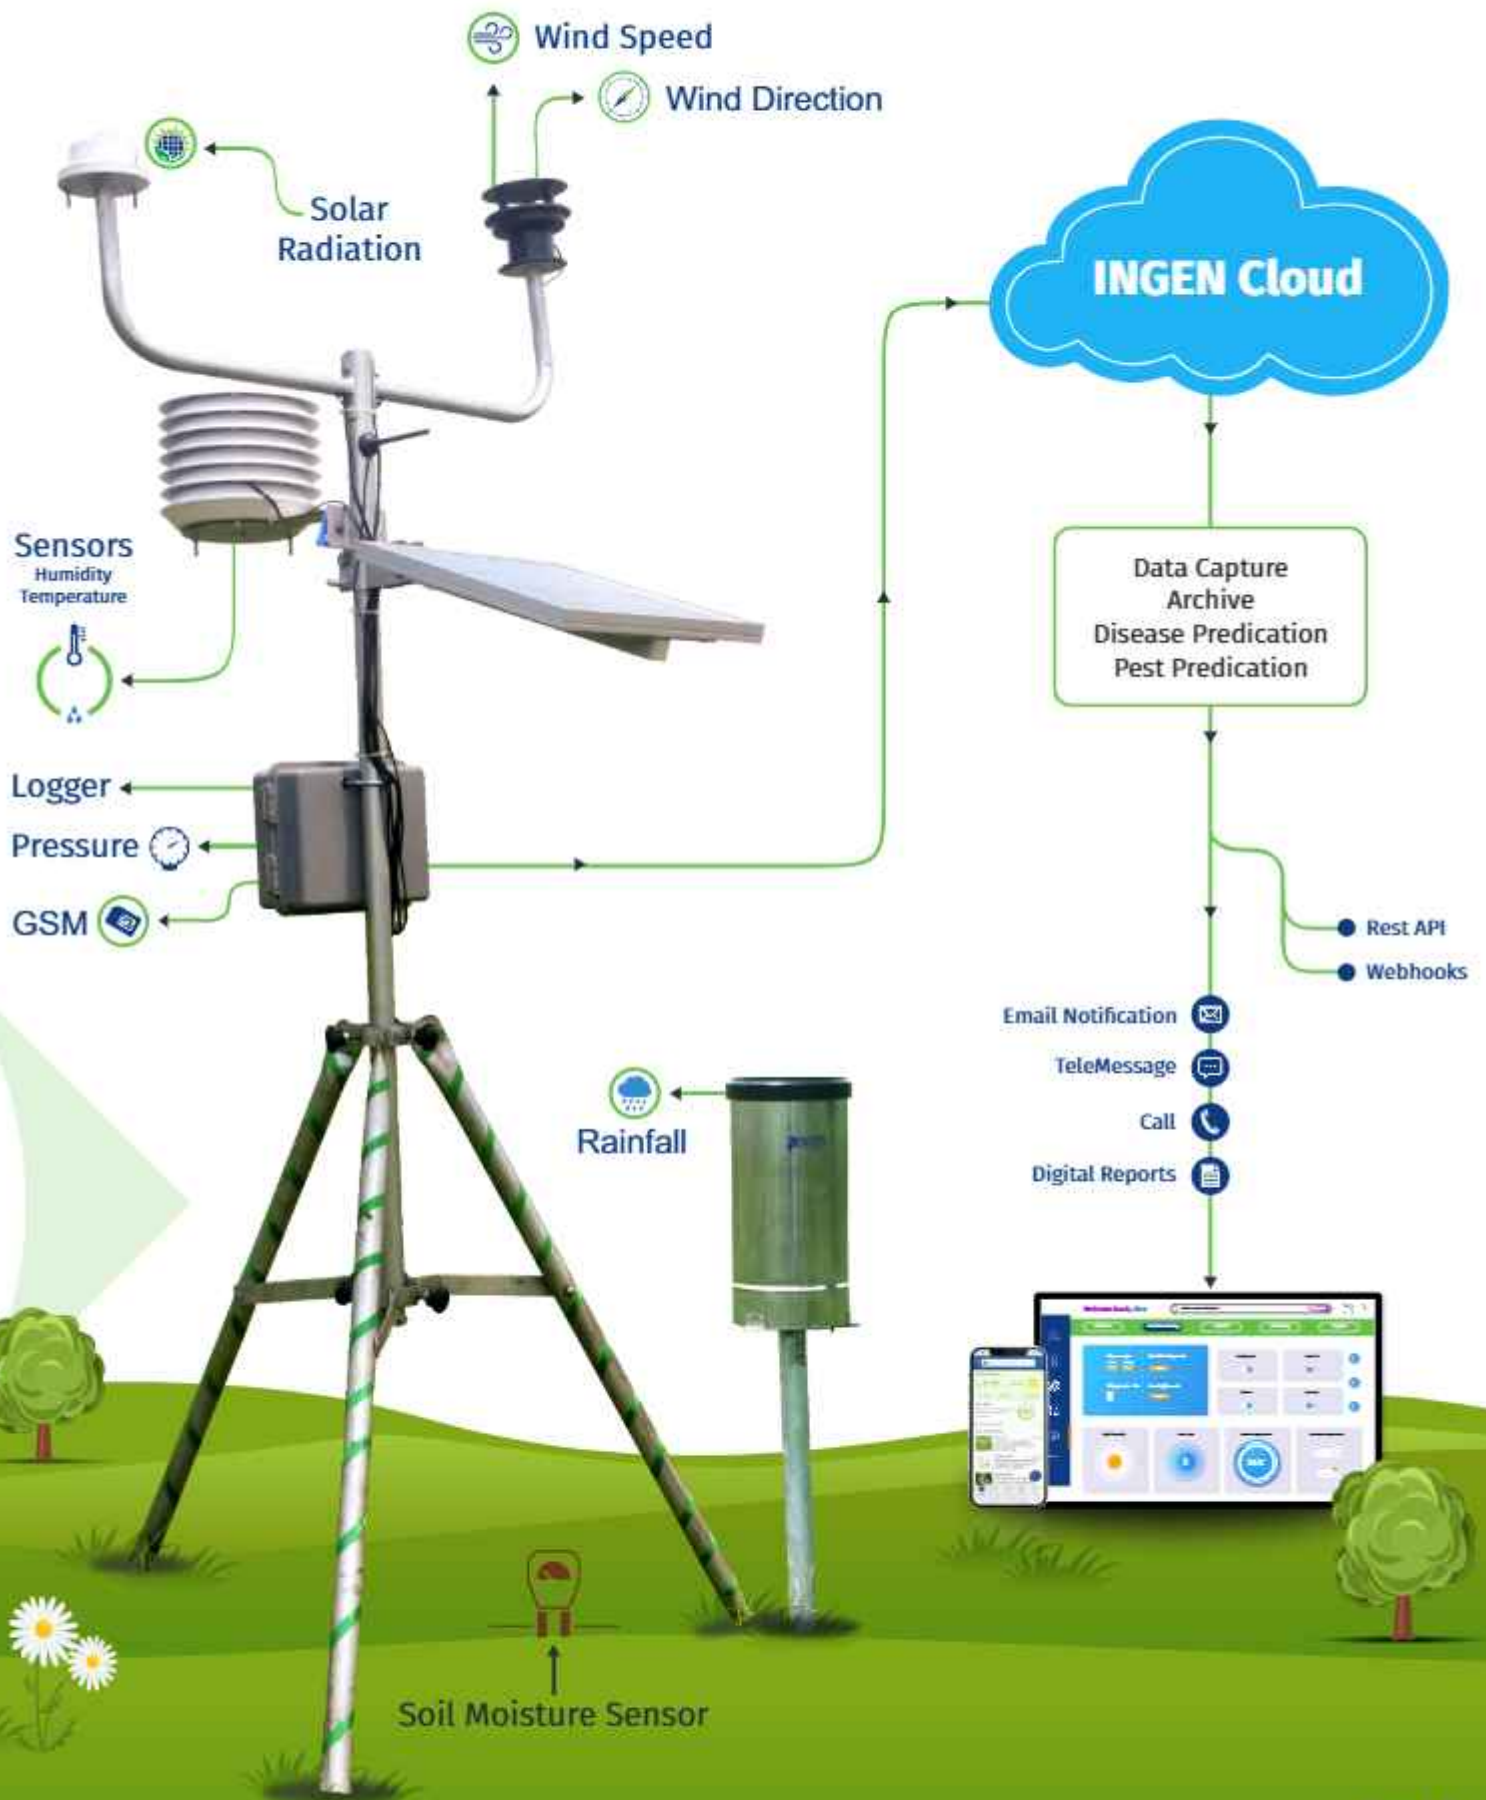 Wind Speed
Wind Direction
Solar
Radiation
INGEN Cloud
Sensors
Humidity
Temperature
Data Capture
Archive
Disease Predication
Pest Predication
Logger
Pressure
GSM
Rest API
Webhooks
Email Notification
TeleMessage
Call
Digital Reports
Rainfall
Soil Moisture Sensor